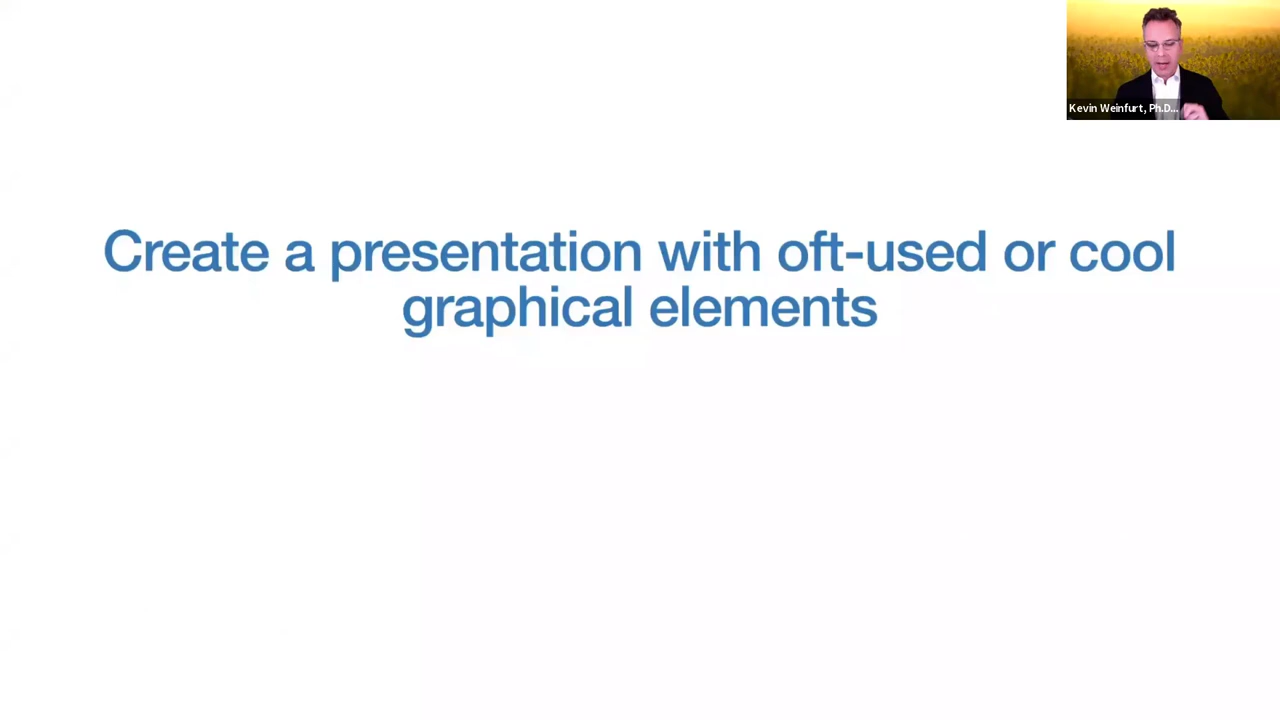 Kevin Weinfurt, Ph.D...
Create a presentation with oft-used or cool
graphical elements